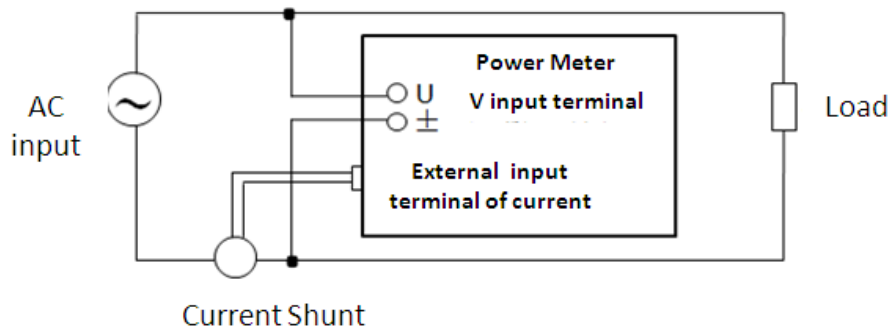 Power Meter
U
V input terminal
±
AC
input
Load
External input
terminal of current
Current Shunt